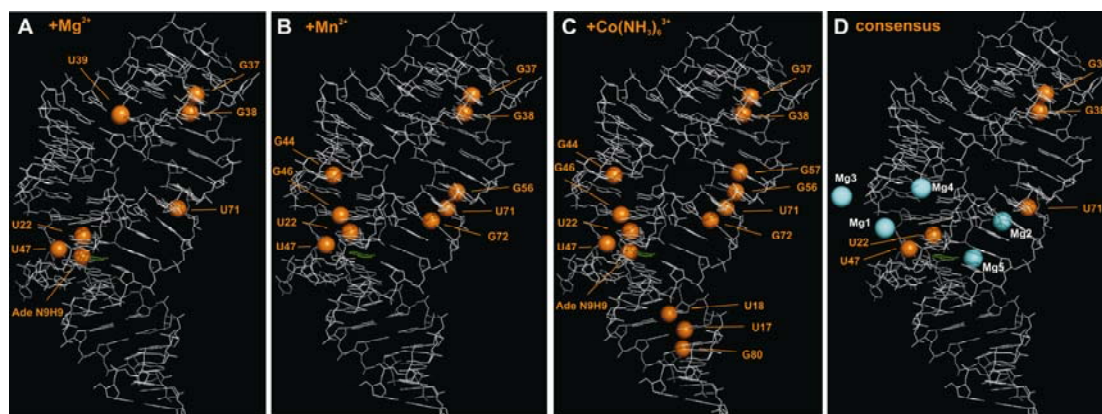 A +Mg²⁺
U39
G37
G38
U71
U22
U47
Ade N9H9
B +Mn²⁺
G37
G38
G44
G46
G56
U22
U71
U47
G72
C +Co(NH₃)₆³⁺
G37
G38
G44
G57
G46
G56
U22
U71
U47
G72
Ade N9H9
U18
U17
G80
D consensus
G3
G38
Mg3
Mg4
Mg1
U71
U22
Mg2
U47
Mg5